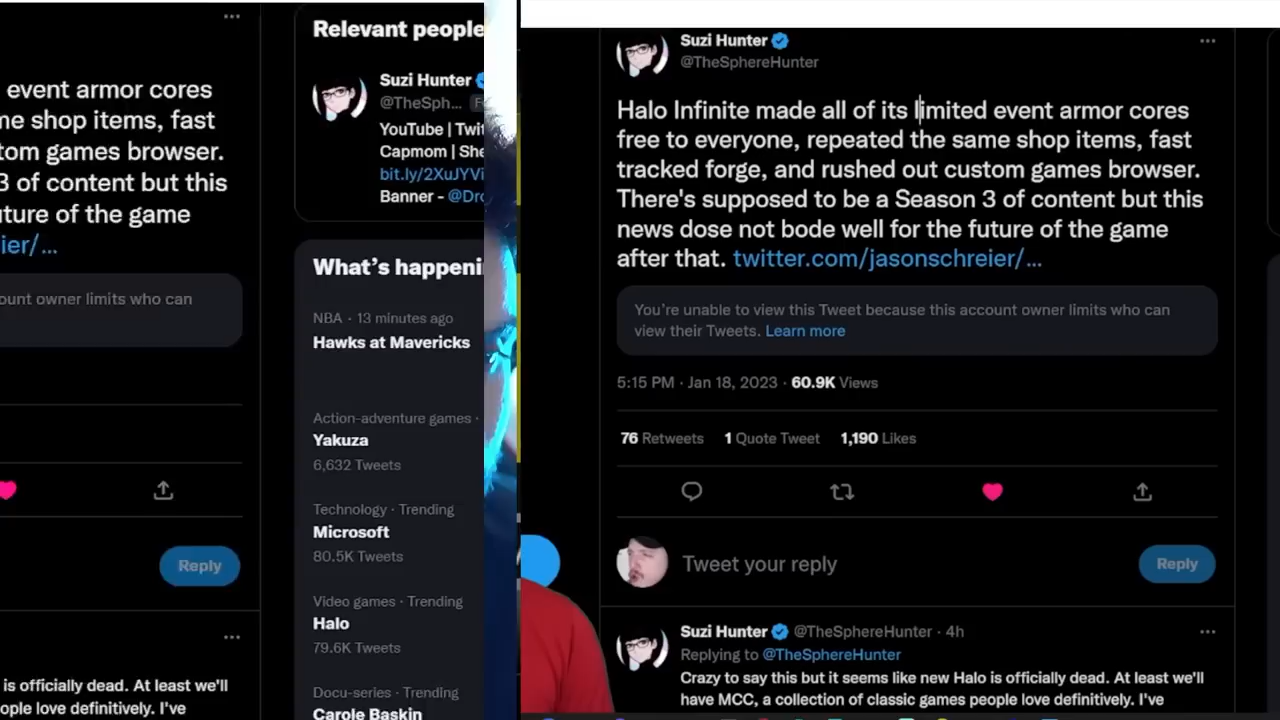 event armor cores
me shop items, fast
tom games browser.
3 of content but this
uture of the game
ier/...
ount owner limits who can
Reply
is officially dead. At least we'll
ople love definitively. I've
Relevant people
Suzi Hunter
@TheSph...
YouTube | Twit
Capmom | She
bit.ly/2XuJYVi
Banner - @Dro
What's happeni
NBA · 13 minutes ago
Hawks at Mavericks
Action-adventure games ·
Yakuza
6,632 Tweets
Technology · Trending
Microsoft
80.5K Tweets
Video games · Trending
Halo
79.6K Tweets
Docu-series · Trending
Carole Baskin
Suzi Hunter
@TheSphereHunter
Halo Infinite made all of its limited event armor cores
free to everyone, repeated the same shop items, fast
tracked forge, and rushed out custom games browser.
There's supposed to be a Season 3 of content but this
news dose not bode well for the future of the game
after that. twitter.com/jasonschreier/...
You're unable to view this Tweet because this account owner limits who can
view their Tweets. Learn more
5:15 PM · Jan 18, 2023 · 60.9K Views
76 Retweets 1 Quote Tweet 1,190 Likes
Tweet your reply
Reply
Suzi Hunter @TheSphereHunter · 4h
Replying to @TheSphereHunter
Crazy to say this but it seems like new Halo is officially dead. At least we'll
have MCC, a collection of classic games people love definitively. I've